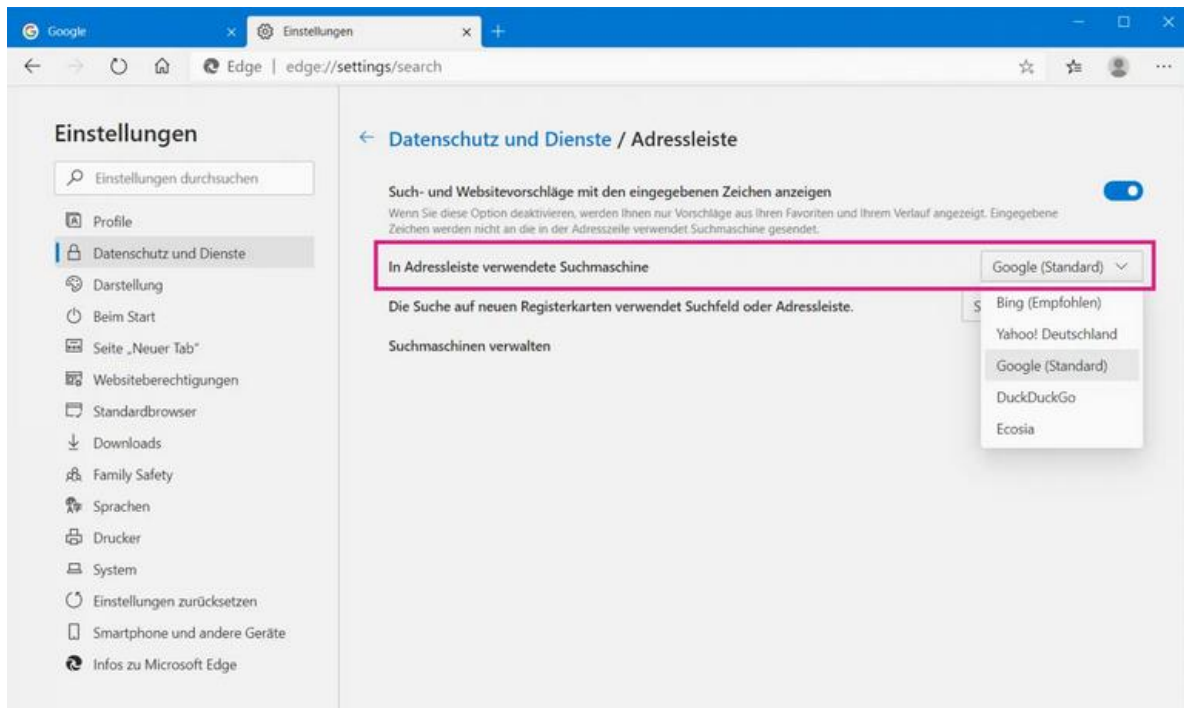 Google
Einstellungen
Edge | edge://settings/search
Einstellungen
Einstellungen durchsuchen
Profile
Datenschutz und Dienste
Darstellung
Beim Start
Seite „Neuer Tab"
Websiteberechtigungen
Standardbrowser
Downloads
Family Safety
Sprachen
Drucker
System
Einstellungen zurücksetzen
Smartphone und andere Geräte
Infos zu Microsoft Edge
Datenschutz und Dienste / Adressleiste
Such- und Websitevorschläge mit den eingegebenen Zeichen anzeigen
Wenn Sie diese Option deaktivieren, werden Ihnen nur Vorschläge aus Ihren Favoriten und Ihrem Verlauf angezeigt. Eingegebene
Zeichen werden nicht an die in der Adresszeile verwendet Suchmaschine gesendet.
In Adressleiste verwendete Suchmaschine
Google (Standard)
Die Suche auf neuen Registerkarten verwendet Suchfeld oder Adressleiste.
Suchmaschinen verwalten
Bing (Empfohlen)
Yahoo! Deutschland
Google (Standard)
DuckDuckGo
Ecosia